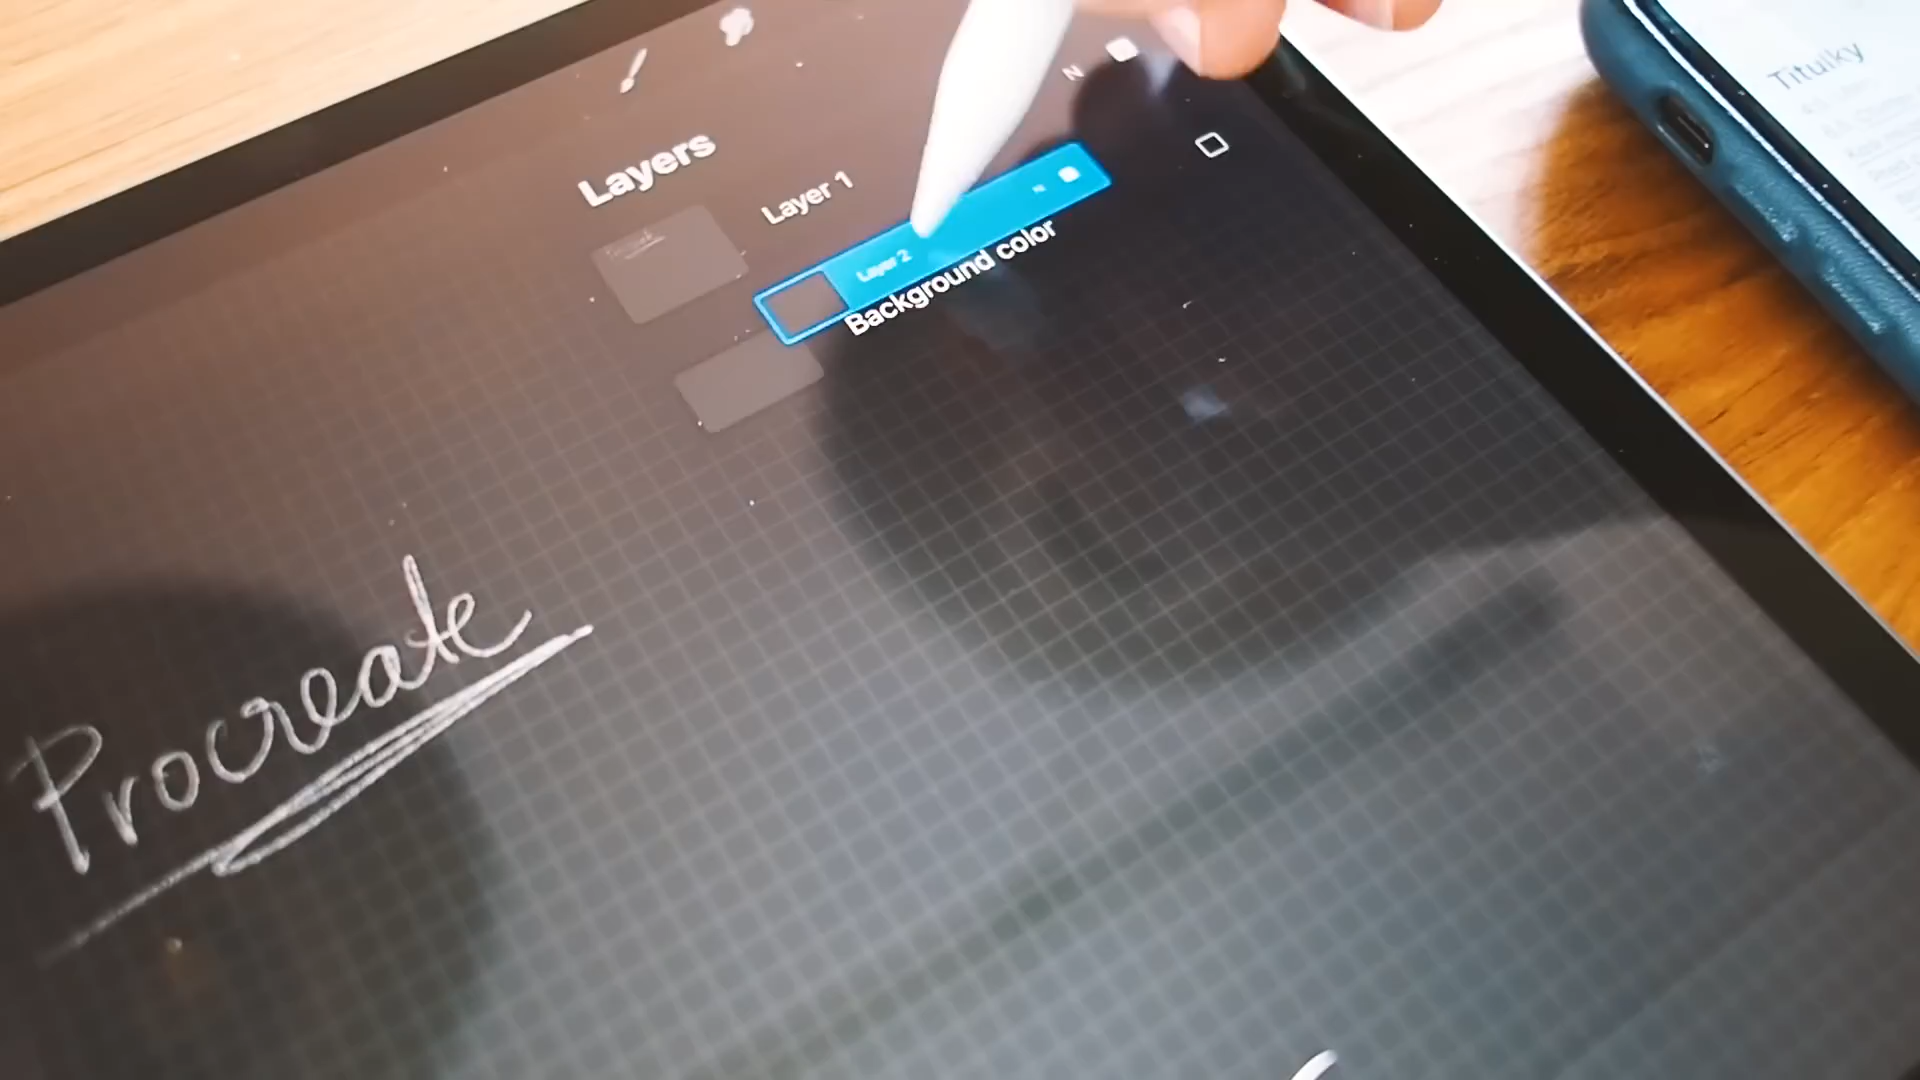 Layers
Layer 1
N
Layer 2
N
Background color
Procreate
Titulky